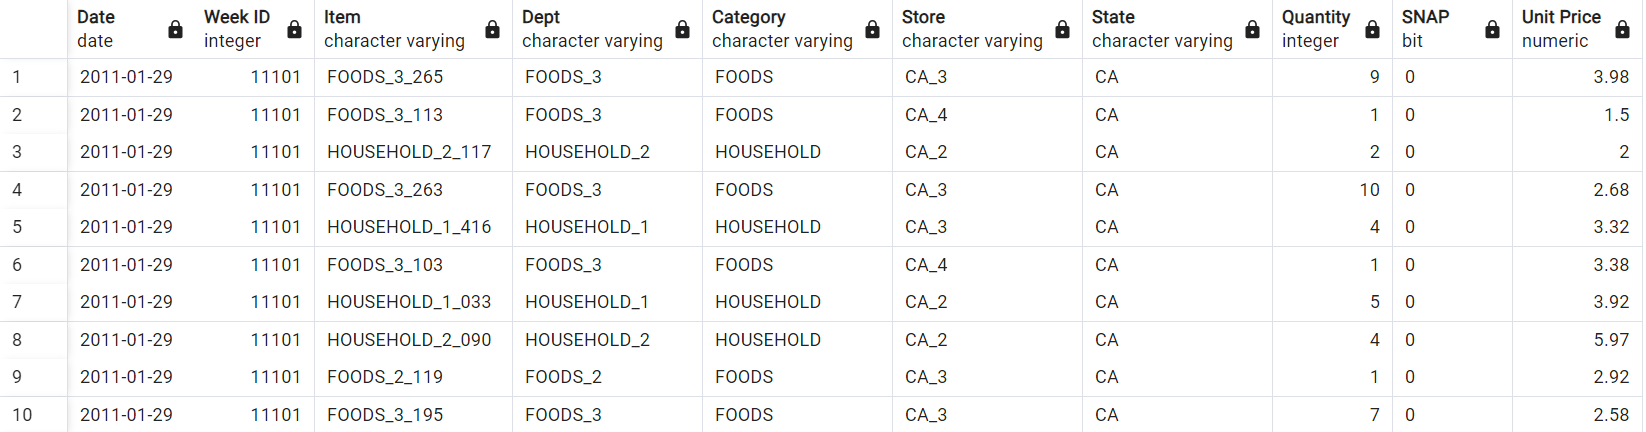 Date Week ID Item Dept Category Store State Quantity SNAP Unit Price
date integer character varying character varying character varying character varying character varying integer bit numeric
1 2011-01-29 11101 FOODS_3_265 FOODS_3 FOODS CA_3 CA 9 0 3.98
2 2011-01-29 11101 FOODS_3_113 FOODS_3 FOODS CA_4 CA 1 0 1.5
3 2011-01-29 11101 HOUSEHOLD_2_117 HOUSEHOLD_2 HOUSEHOLD CA_2 CA 2 0 2
4 2011-01-29 11101 FOODS_3_263 FOODS_3 FOODS CA_3 CA 10 0 2.68
5 2011-01-29 11101 HOUSEHOLD_1_416 HOUSEHOLD_1 HOUSEHOLD CA_3 CA 4 0 3.32
6 2011-01-29 11101 FOODS_3_103 FOODS_3 FOODS CA_4 CA 1 0 3.38
7 2011-01-29 11101 HOUSEHOLD_1_033 HOUSEHOLD_1 HOUSEHOLD CA_2 CA 5 0 3.92
8 2011-01-29 11101 HOUSEHOLD_2_090 HOUSEHOLD_2 HOUSEHOLD CA_2 CA 4 0 5.97
9 2011-01-29 11101 FOODS_2_119 FOODS_2 FOODS CA_3 CA 1 0 2.92
10 2011-01-29 11101 FOODS_3_195 FOODS_3 FOODS CA_3 CA 7 0 2.58